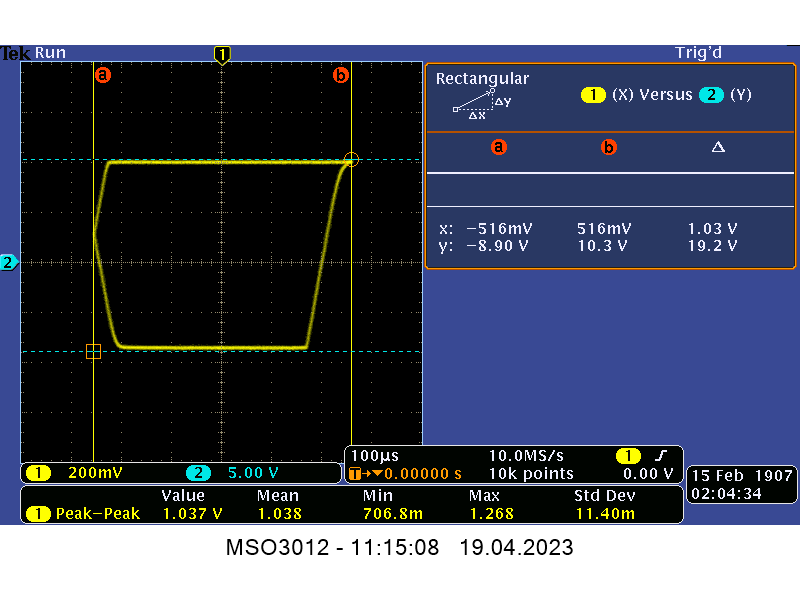 Tek Run 1 Trig'd
a b
Rectangular
1 (X) Versus 2 (Y)
ΔY
ΔX
a b Δ
x: −516mV 516mV 1.03 V
y: −8.90 V 10.3 V 19.2 V
2
1 200mV 2 5.00 V
100µs 10.0MS/s 1
T 0.00000 s 10k points 0.00 V
15 Feb 1907
02:04:34
Value Mean Min Max Std Dev
1 Peak−Peak 1.037 V 1.038 706.8m 1.268 11.40m
MSO3012 - 11:15:08 19.04.2023